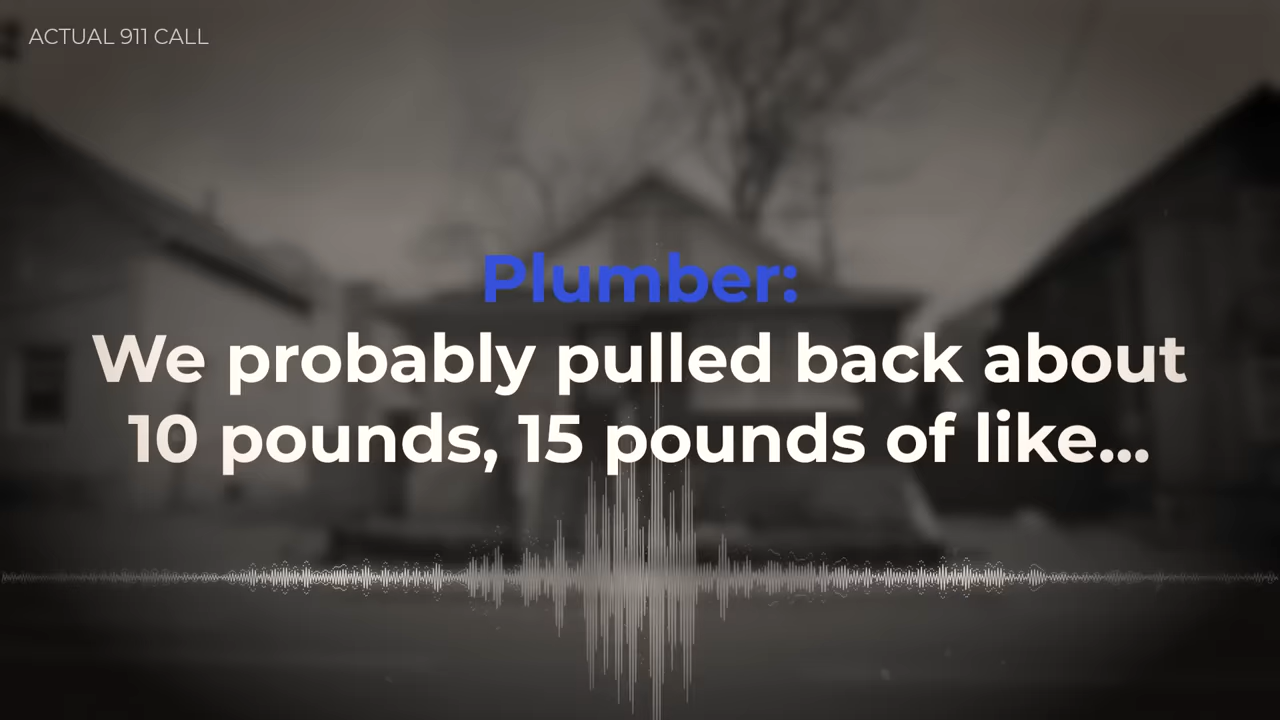 ACTUAL 911 CALL
Plumber:
We probably pulled back about
10 pounds, 15 pounds of like...